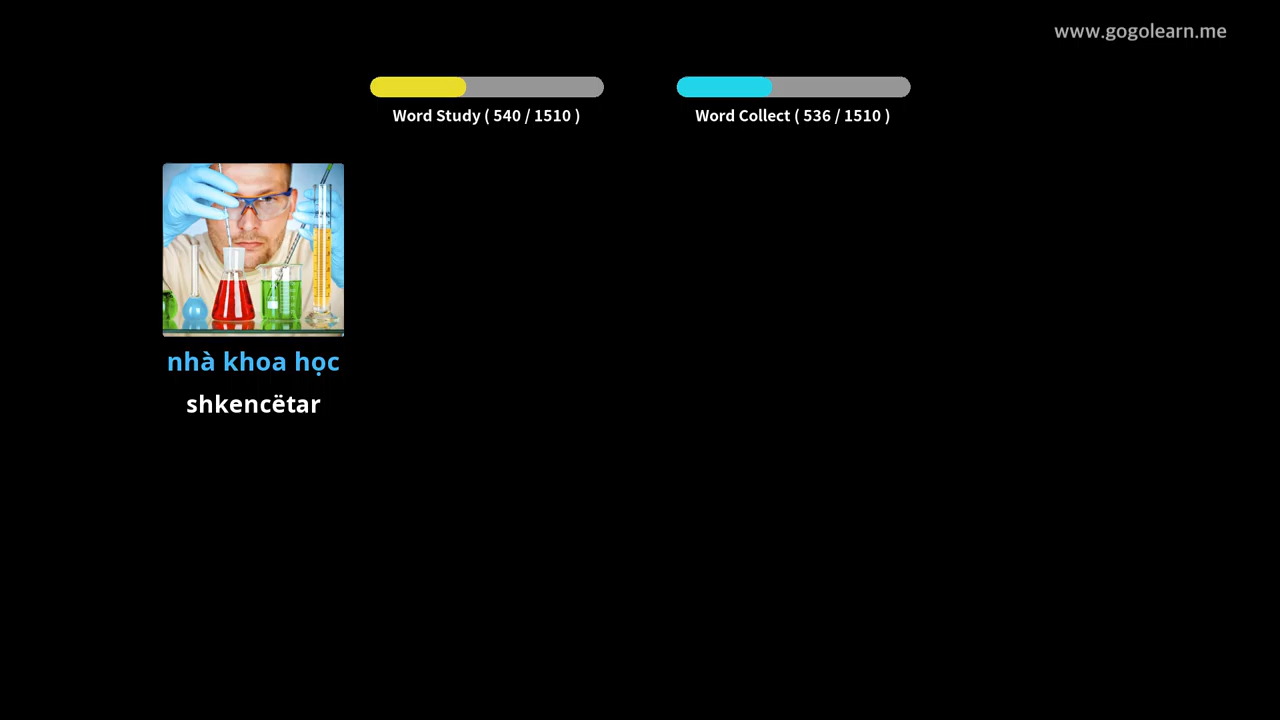 www.gogolearn.me
Word Study ( 540 / 1510 )
Word Collect ( 536 / 1510 )
nhà khoa học
shkencëtar